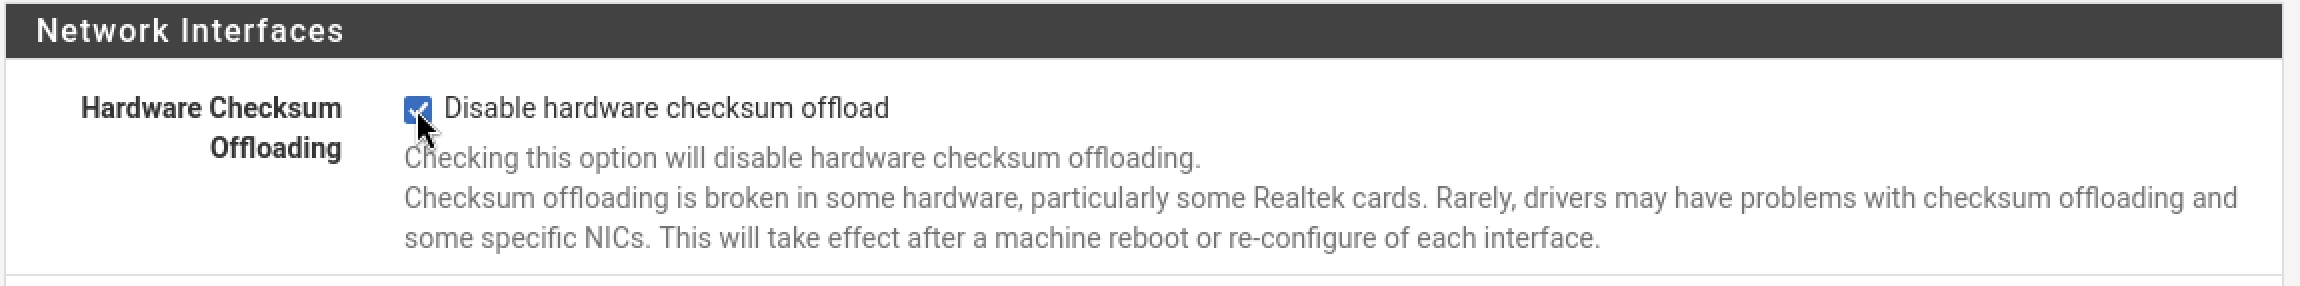 Network Interfaces
Hardware Checksum
Offloading
Disable hardware checksum offload
Checking this option will disable hardware checksum offloading.
Checksum offloading is broken in some hardware, particularly some Realtek cards. Rarely, drivers may have problems with checksum offloading and
some specific NICs. This will take effect after a machine reboot or re-configure of each interface.